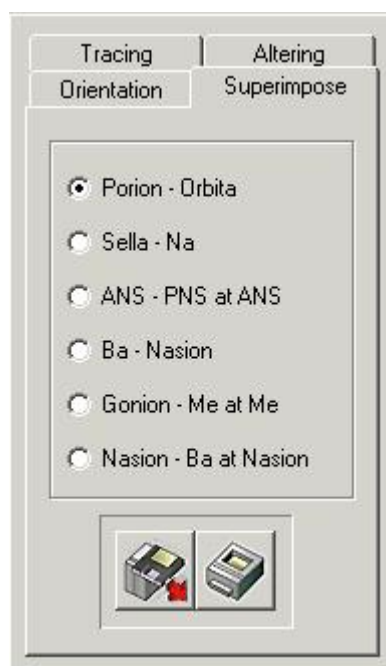 Tracing Altering
Orientation Superimpose
Porion - Orbita
Sella - Na
ANS - PNS at ANS
Ba - Nasion
Gonion - Me at Me
Nasion - Ba at Nasion